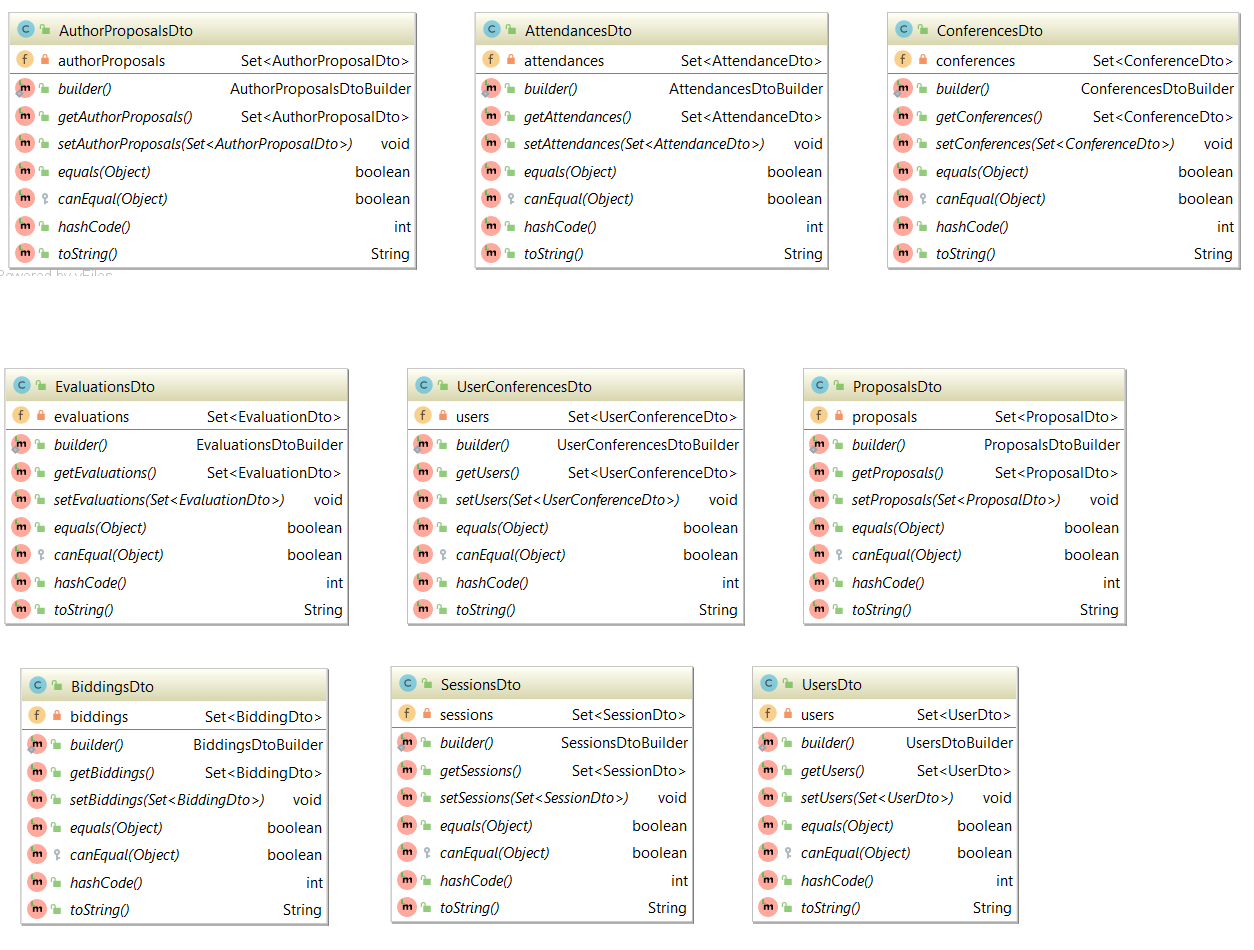 AuthorProposalsDto
authorProposals Set<AuthorProposalDto>
builder() AuthorProposalsDtoBuilder
getAuthorProposals() Set<AuthorProposalDto>
setAuthorProposals(Set<AuthorProposalDto>) void
equals(Object) boolean
canEqual(Object) boolean
hashCode() int
toString() String
Powered by yFiles
AttendancesDto
attendances Set<AttendanceDto>
builder() AttendancesDtoBuilder
getAttendances() Set<AttendanceDto>
setAttendances(Set<AttendanceDto>) void
equals(Object) boolean
canEqual(Object) boolean
hashCode() int
toString() String
ConferencesDto
conferences Set<ConferenceDto>
builder() ConferencesDtoBuilder
getConferences() Set<ConferenceDto>
setConferences(Set<ConferenceDto>) void
equals(Object) boolean
canEqual(Object) boolean
hashCode() int
toString() String
EvaluationsDto
evaluations Set<EvaluationDto>
builder() EvaluationsDtoBuilder
getEvaluations() Set<EvaluationDto>
setEvaluations(Set<EvaluationDto>) void
equals(Object) boolean
canEqual(Object) boolean
hashCode() int
toString() String
UserConferencesDto
users Set<UserConferenceDto>
builder() UserConferencesDtoBuilder
getUsers() Set<UserConferenceDto>
setUsers(Set<UserConferenceDto>) void
equals(Object) boolean
canEqual(Object) boolean
hashCode() int
toString() String
ProposalsDto
proposals Set<ProposalDto>
builder() ProposalsDtoBuilder
getProposals() Set<ProposalDto>
setProposals(Set<ProposalDto>) void
equals(Object) boolean
canEqual(Object) boolean
hashCode() int
toString() String
BiddingsDto
biddings Set<BiddingDto>
builder() BiddingsDtoBuilder
getBiddings() Set<BiddingDto>
setBiddings(Set<BiddingDto>) void
equals(Object) boolean
canEqual(Object) boolean
hashCode() int
toString() String
SessionsDto
sessions Set<SessionDto>
builder() SessionsDtoBuilder
getSessions() Set<SessionDto>
setSessions(Set<SessionDto>) void
equals(Object) boolean
canEqual(Object) boolean
hashCode() int
toString() String
UsersDto
users Set<UserDto>
builder() UsersDtoBuilder
getUsers() Set<UserDto>
setUsers(Set<UserDto>) void
equals(Object) boolean
canEqual(Object) boolean
hashCode() int
toString() String